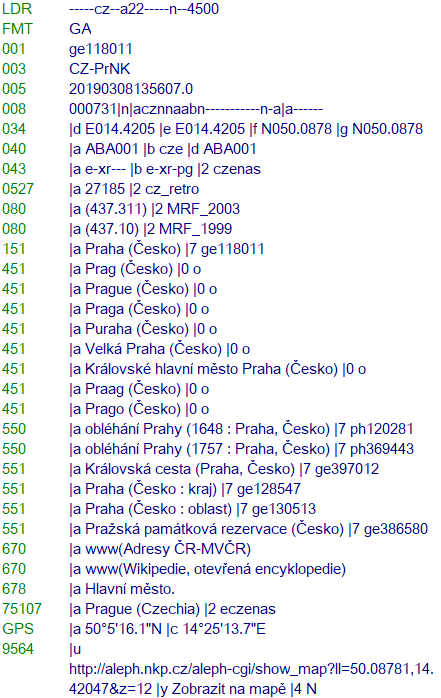 LDR -----cz--a22-----n--4500
FMT GA
001 ge118011
003 CZ-PrNK
005 20190308135607.0
008 000731|n|acznnaabn-----------n-a|a------
034 |d E014.4205 |e E014.4205 |f N050.0878 |g N050.0878
040 |a ABA001 |b cze |d ABA001
043 |a e-xr--- |b e-xr-pg |2 czenas
0527 |a 27185 |2 cz_retro
080 |a (437.311) |2 MRF_2003
080 |a (437.10) |2 MRF_1999
151 |a Praha (Česko) |7 ge118011
451 |a Prag (Česko) |0 o
451 |a Prague (Česko) |0 o
451 |a Praga (Česko) |0 o
451 |a Puraha (Česko) |0 o
451 |a Velká Praha (Česko) |0 o
451 |a Královské hlavní město Praha (Česko) |0 o
451 |a Praag (Česko) |0 o
451 |a Prago (Česko) |0 o
550 |a obléhání Prahy (1648 : Praha, Česko) |7 ph120281
550 |a obléhání Prahy (1757 : Praha, Česko) |7 ph369443
551 |a Královská cesta (Praha, Česko) |7 ge397012
551 |a Praha (Česko : kraj) |7 ge128547
551 |a Praha (Česko : oblast) |7 ge130513
551 |a Pražská památková rezervace (Česko) |7 ge386580
670 |a www(Adresy ČR-MVČR)
670 |a www(Wikipedie, otevřená encyklopedie)
678 |a Hlavní město.
75107 |a Prague (Czechia) |2 eczenas
GPS |a 50°5'16.1"N |c 14°25'13.7"E
9564 |u
http://aleph.nkp.cz/aleph-cgi/show_map?ll=50.08781,14.
42047&z=12 |y Zobrazit na mapě |4 N